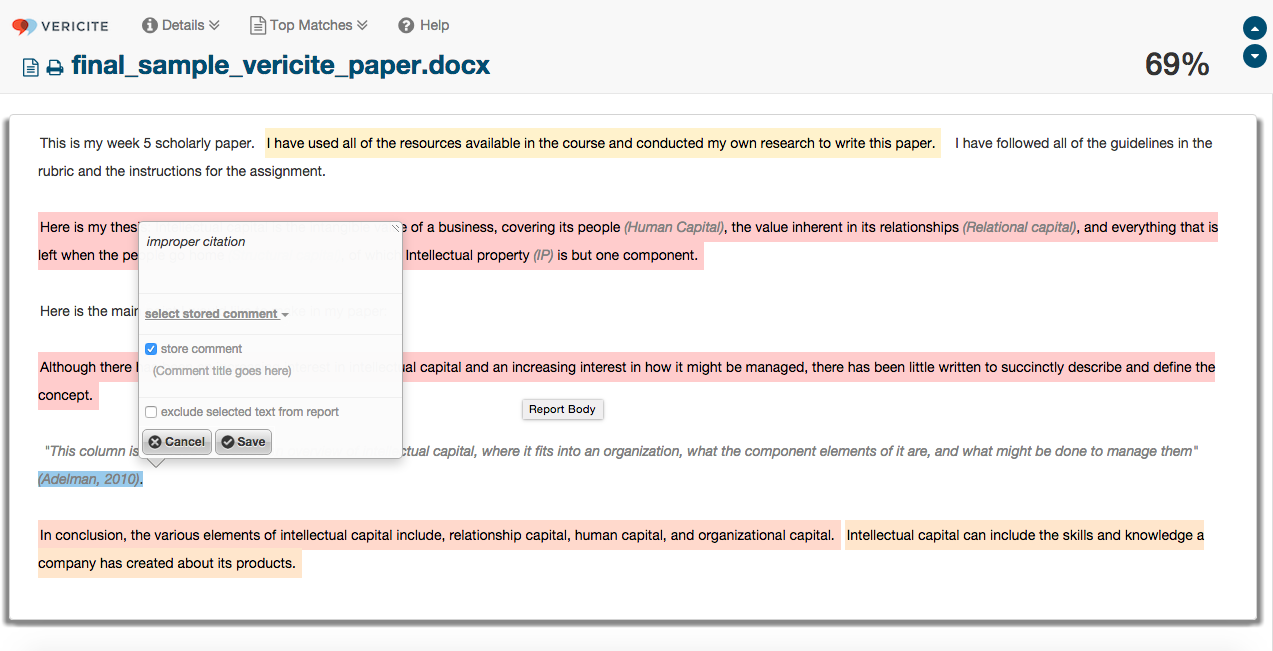 VERICITE Details Top Matches Help
final_sample_vericite_paper.docx 69%
This is my week 5 scholarly paper. I have used all of the resources available in the course and conducted my own research to write this paper. I have followed all of the guidelines in the
rubric and the instructions for the assignment.
Here is my thesi of a business, covering its people (Human Capital), the value inherent in its relationships (Relational capital), and everything that is
left when the pe Intellectual property (IP) is but one component.
improper citation
Here is the main
select stored comment
store comment
(Comment title goes here)
Although there capital and an increasing interest in how it might be managed, there has been little written to succinctly describe and define the
concept.
Report Body
exclude selected text from report
Cancel Save
"This column is ctual capital, where it fits into an organization, what the component elements of it are, and what might be done to manage them"
(Adelman, 2010).
In conclusion, the various elements of intellectual capital include, relationship capital, human capital, and organizational capital. Intellectual capital can include the skills and knowledge a
company has created about its products.